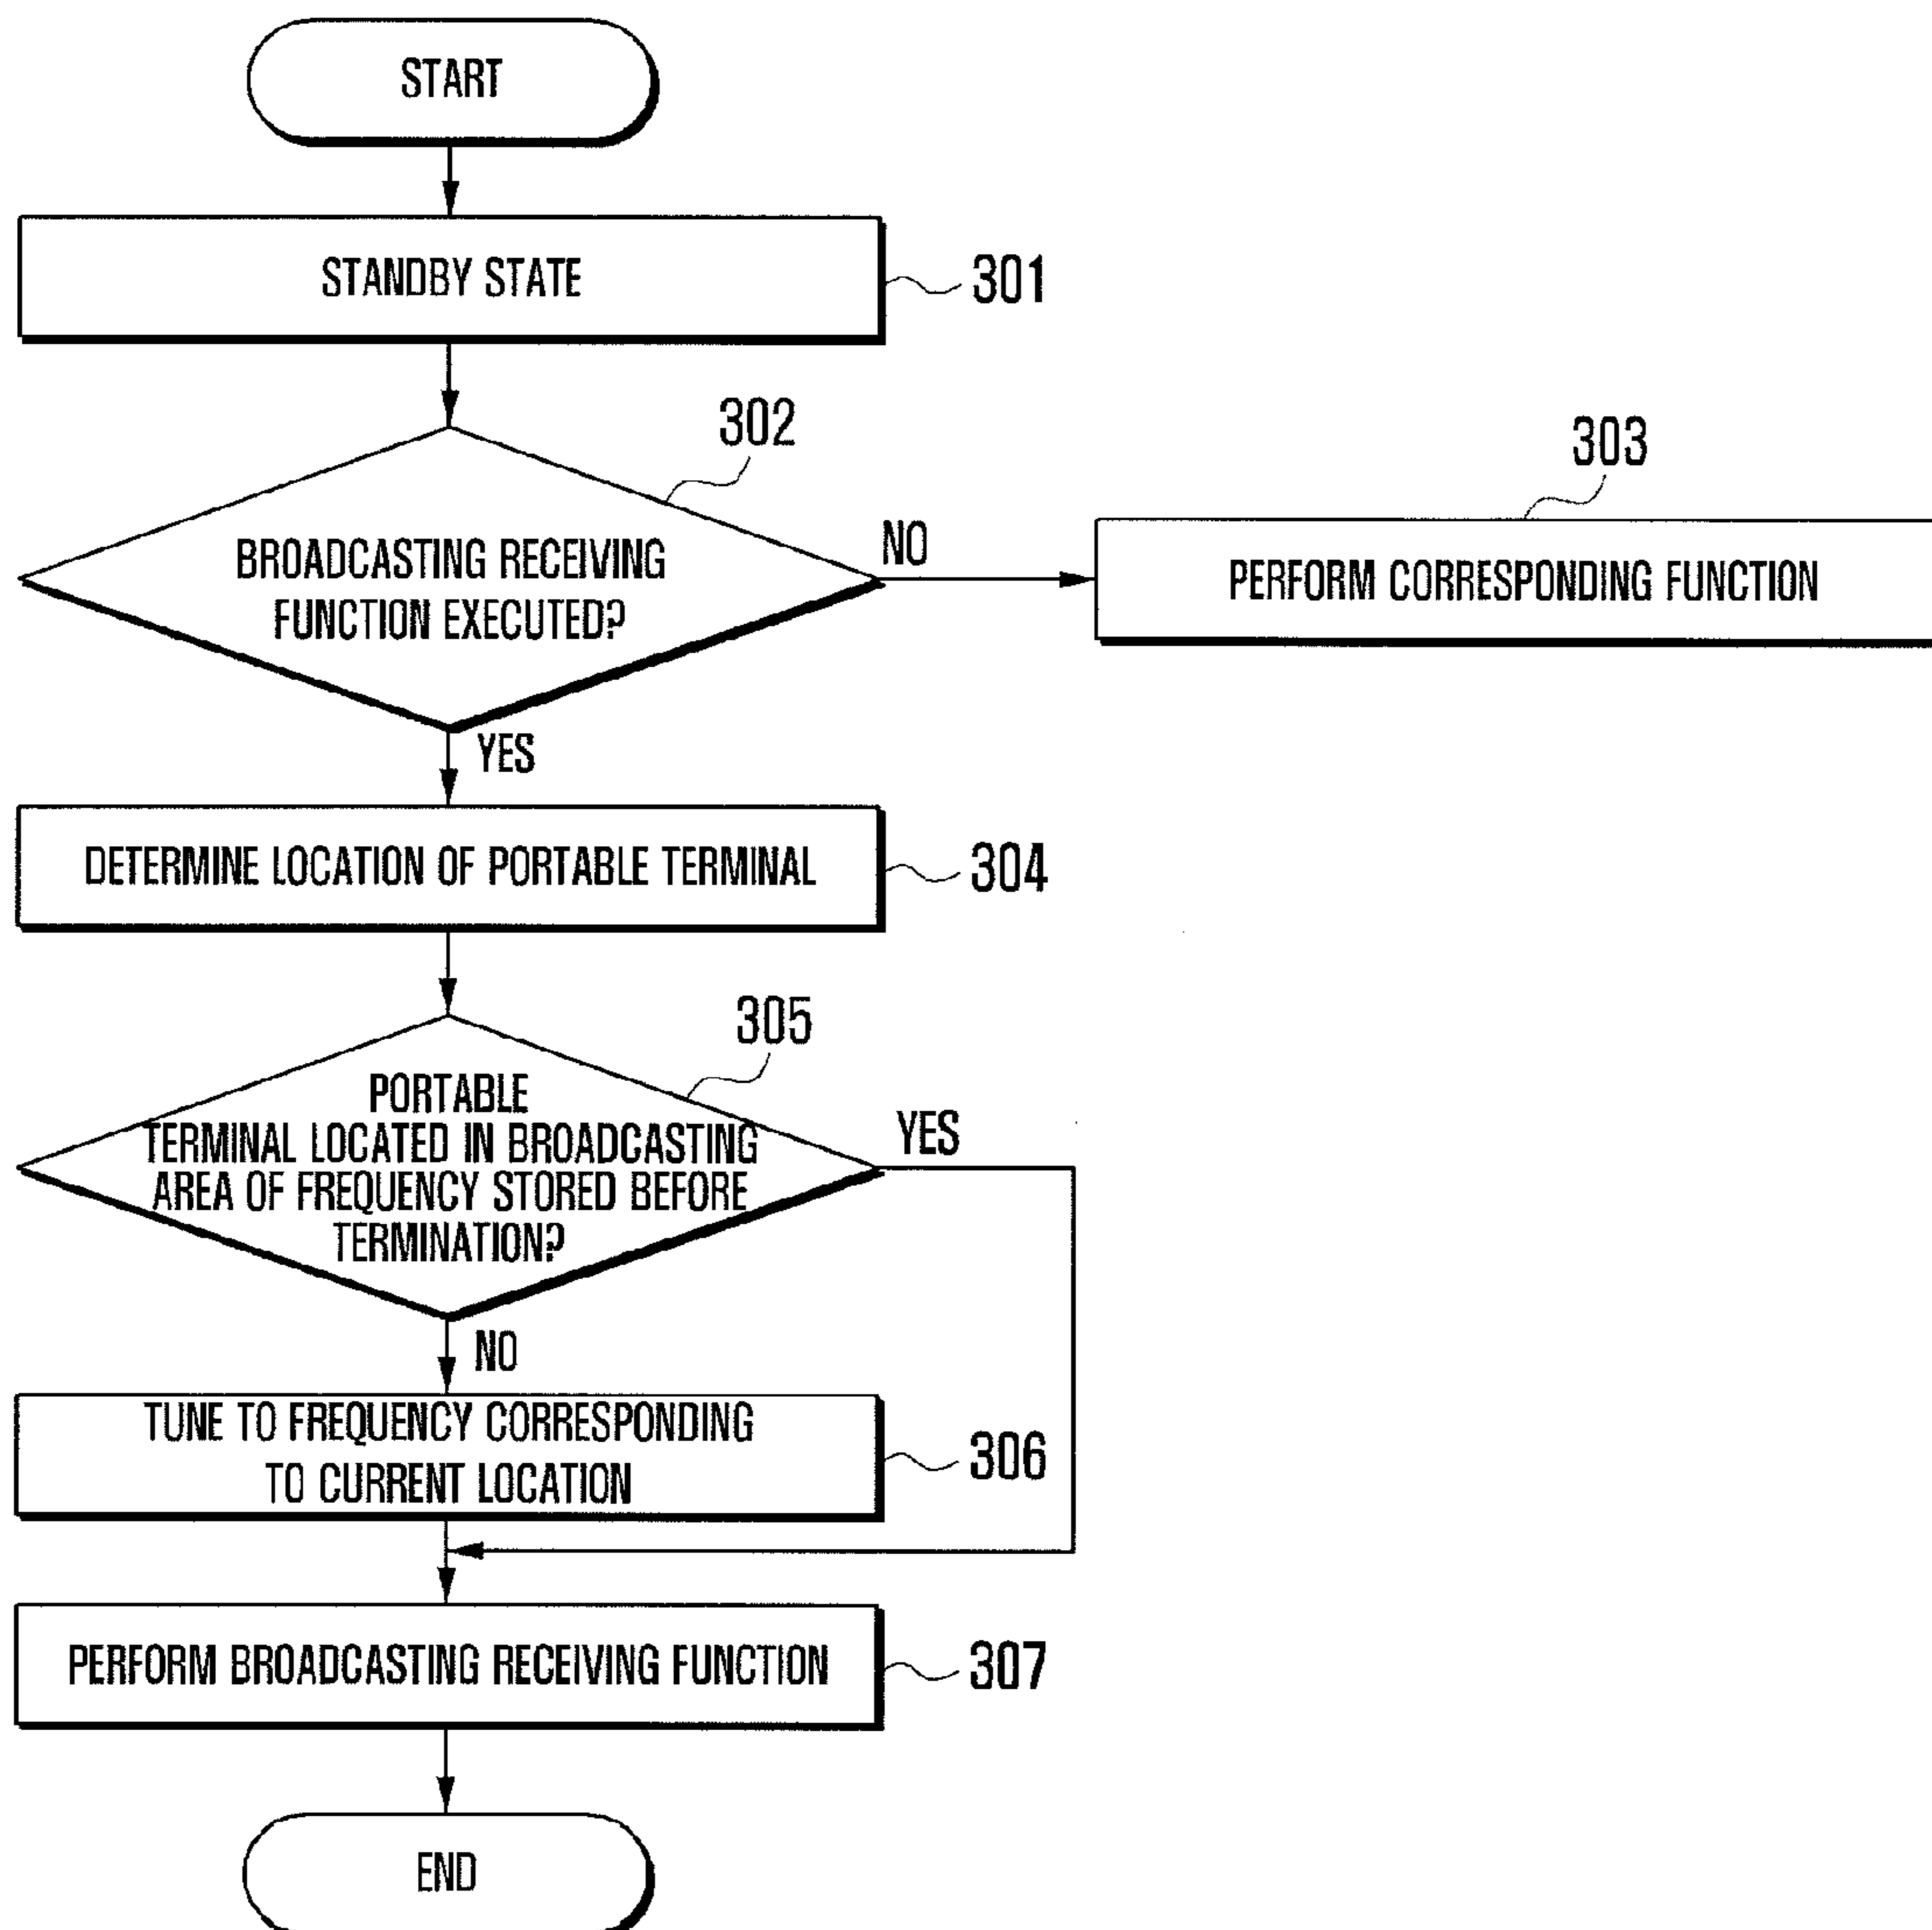 START
STANDBY STATE
301
302
BROADCASTING RECEIVING
FUNCTION EXECUTED?
NO
303
PERFORM CORRESPONDING FUNCTION
YES
DETERMINE LOCATION OF PORTABLE TERMINAL
304
305
PORTABLE
TERMINAL LOCATED IN BROADCASTING
AREA OF FREQUENCY STORED BEFORE
TERMINATION?
YES
NO
TUNE TO FREQUENCY CORRESPONDING
TO CURRENT LOCATION
306
PERFORM BROADCASTING RECEIVING FUNCTION
307
END